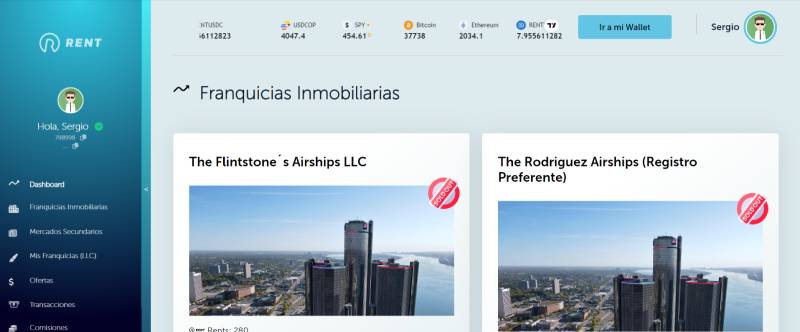 RENT
Hola, Sergio
798998
Dashboard
Franquicias Inmobiliarias
Mercados Secundarios
Mis Franquicias (LLC)
Ofertas
Transacciones
Comisiones
<
NTUSDC
56112823
USDCOP
4047.4
SPY
454.61
Bitcoin
37738
Ethereum
2034.1
RENT
7.955611282
Ir a mi Wallet
Sergio
Franquicias Inmobiliarias
The Flintstone´s Airships LLC
SOLD OUT
Rents: 280
The Rodriguez Airships (Registro
Preferente)
SOLD OUT